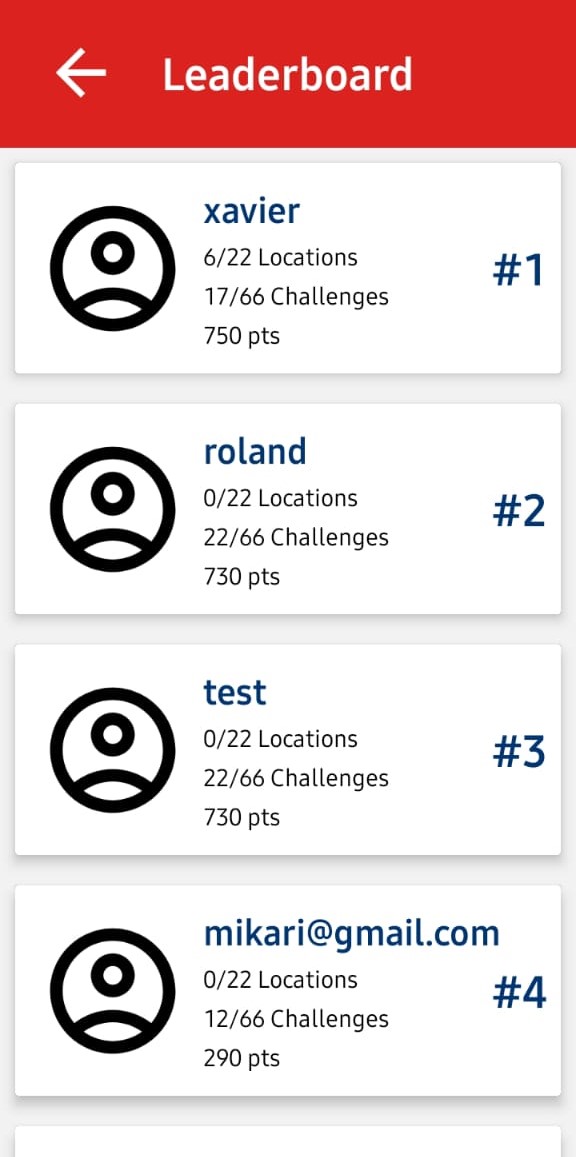 Leaderboard
xavier
6/22 Locations
17/66 Challenges
750 pts
#1
roland
0/22 Locations
22/66 Challenges
730 pts
#2
test
0/22 Locations
22/66 Challenges
730 pts
#3
mikari@gmail.com
0/22 Locations
12/66 Challenges
290 pts
#4